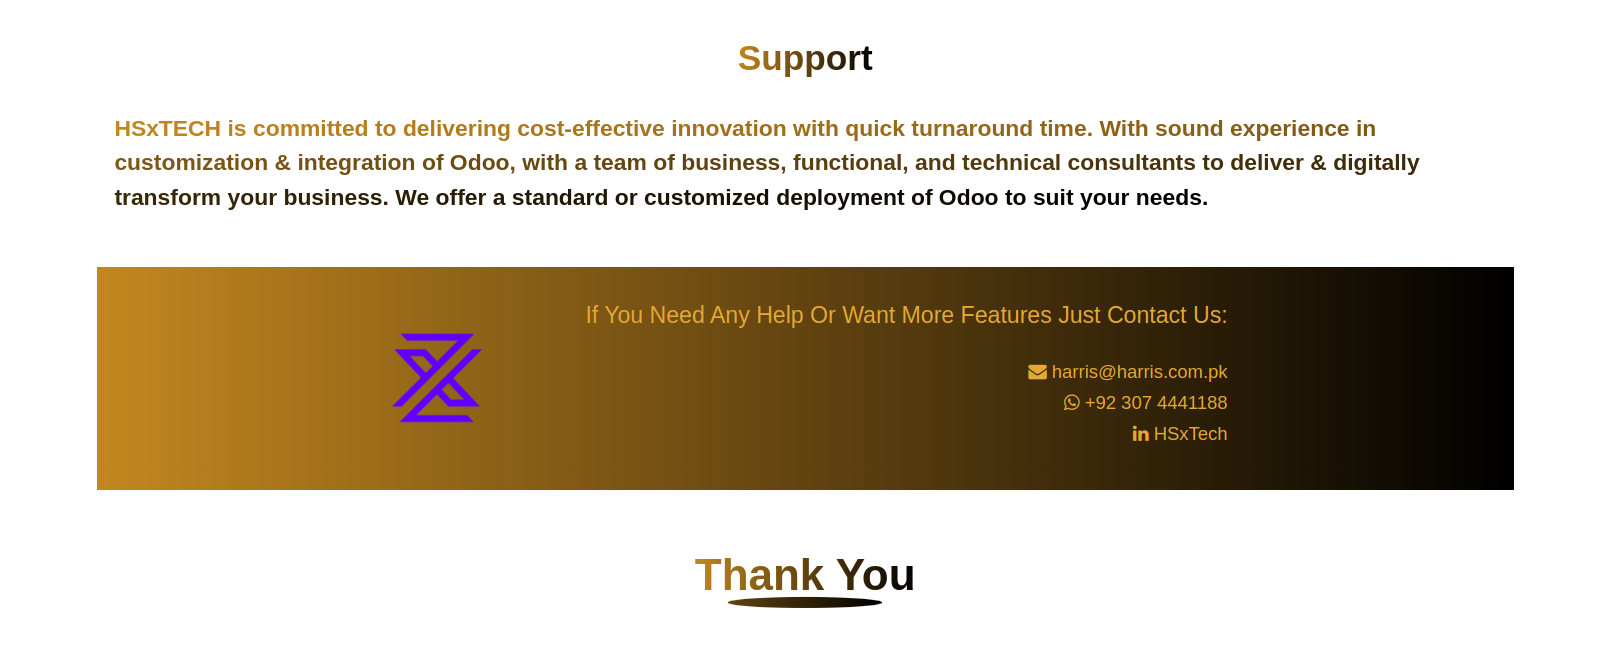 Support
HSxTECH is committed to delivering cost-effective innovation with quick turnaround time. With sound experience in
customization & integration of Odoo, with a team of business, functional, and technical consultants to deliver & digitally
transform your business. We offer a standard or customized deployment of Odoo to suit your needs.
If You Need Any Help Or Want More Features Just Contact Us:
harris@harris.com.pk
+92 307 4441188
HSxTech
Thank You